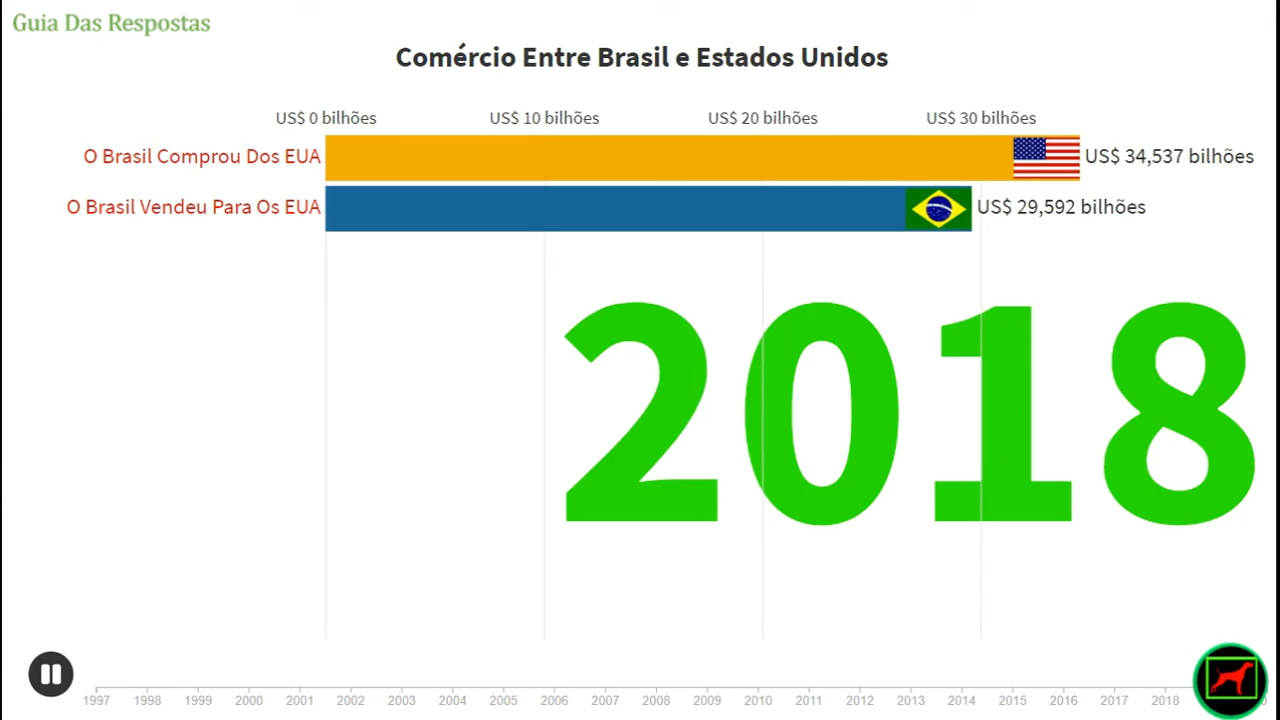 Guia Das Respostas
Comércio Entre Brasil e Estados Unidos
US$ 0 bilhões US$ 10 bilhões US$ 20 bilhões US$ 30 bilhões
O Brasil Comprou Dos EUA US$ 34,537 bilhões
O Brasil Vendeu Para Os EUA US$ 29,592 bilhões
2018
1997 1998 1999 2000 2001 2002 2003 2004 2005 2006 2007 2008 2009 2010 2011 2012 2013 2014 2015 2016 2017 2018